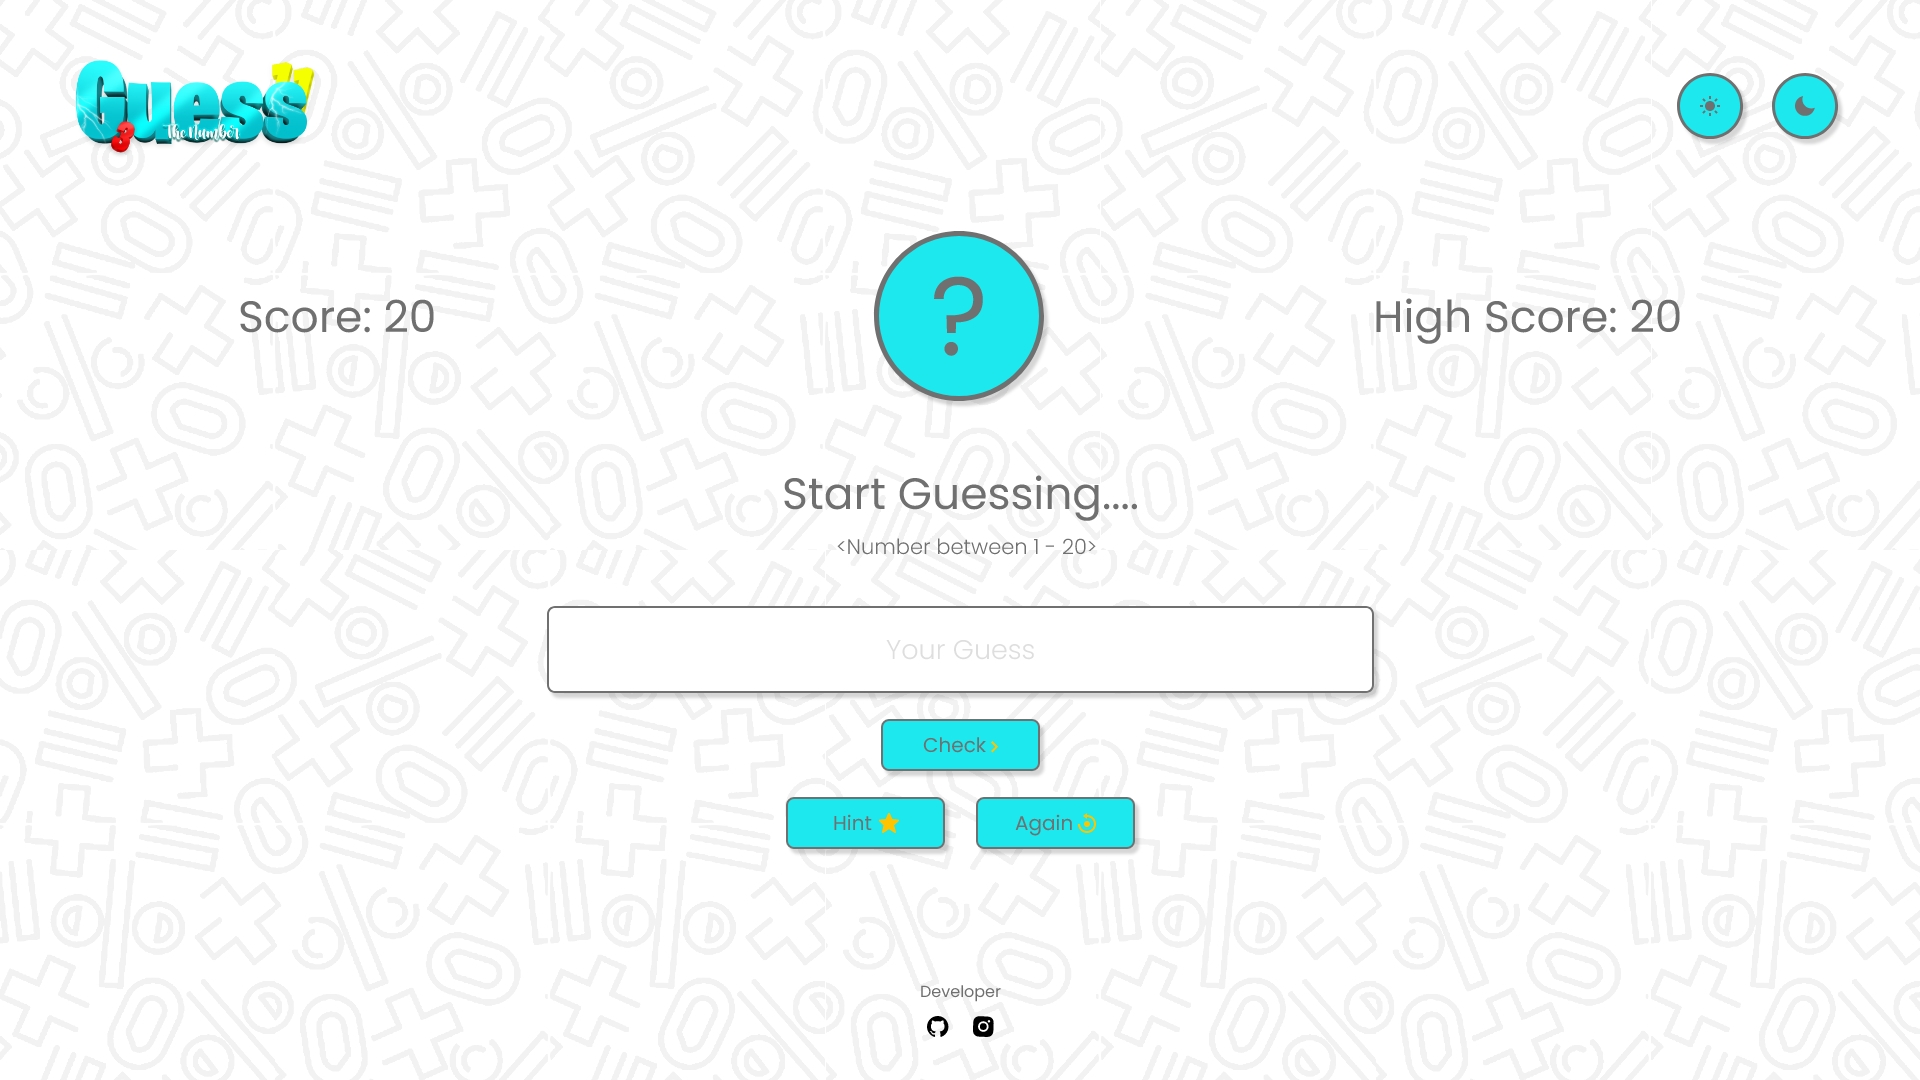 Guess
The Number
Score: 20
?
High Score: 20
Start Guessing....
<Number between 1 - 20>
Your Guess
Check
Hint
Again
Developer